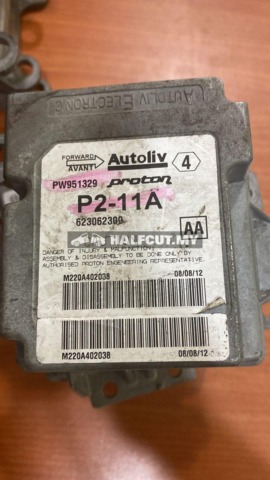 AUTOLIV ELECTRONIC
FORWARD
AVANT
Autoliv
4
PW951329 proton
P2-11A
623062300
AA
HALFCUT.MY
DANGER OF INJURY & MALFUNCTION.
ASSEMBLY & DISASSEMBLY TO BE DONE ONLY BY
AUTHORISED PROTON ENGINEERING REPRESENTATIVE.
M220A402038 08/08/12
M220A402038 08/08/12